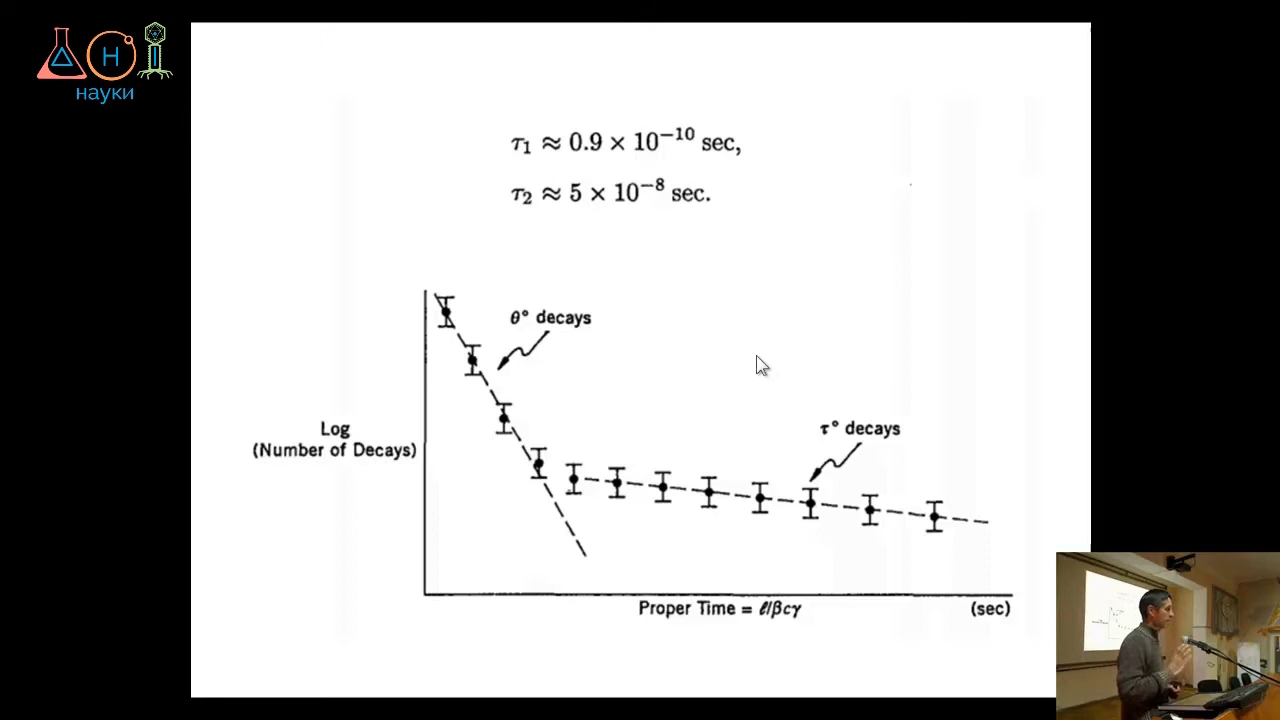 ДНІ
науки
τ₁ ≈ 0.9 × 10⁻¹⁰ sec,
τ₂ ≈ 5 × 10⁻⁸ sec.
θ° decays
τ° decays
Log
(Number of Decays)
Proper Time = ℓ/βcγ
(sec)